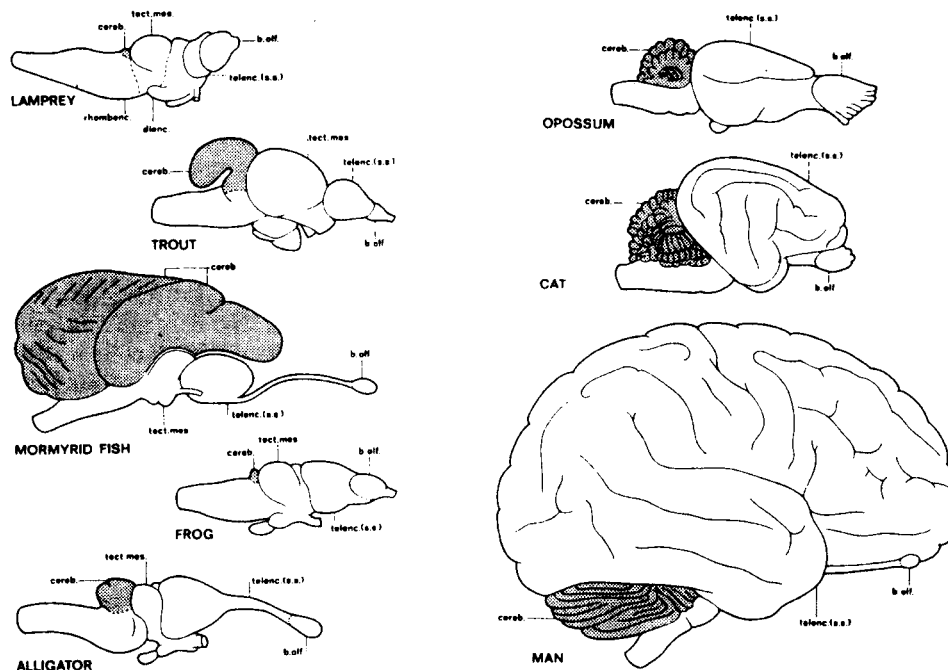 tect.mes.
cereb.
b.olf.
telenc.(s.s.)
LAMPREY
rhombenc.
dienc.
tect.mes
cereb.
telenc.(s.s)
b.olf
TROUT
cereb
b.olf
telenc.(s.s)
tect.mes
MORMYRID FISH
tect.mes
cereb.
b.olf.
telenc.(s.s)
FROG
tect mes.
cereb.
telenc.(s.s.)
b.olf
ALLIGATOR
telenc.(s.s)
cereb.
b.olf
OPOSSUM
telenc.(s.s.)
cereb.
b.olf
CAT
b olf.
cereb.
telenc.(s.s)
MAN